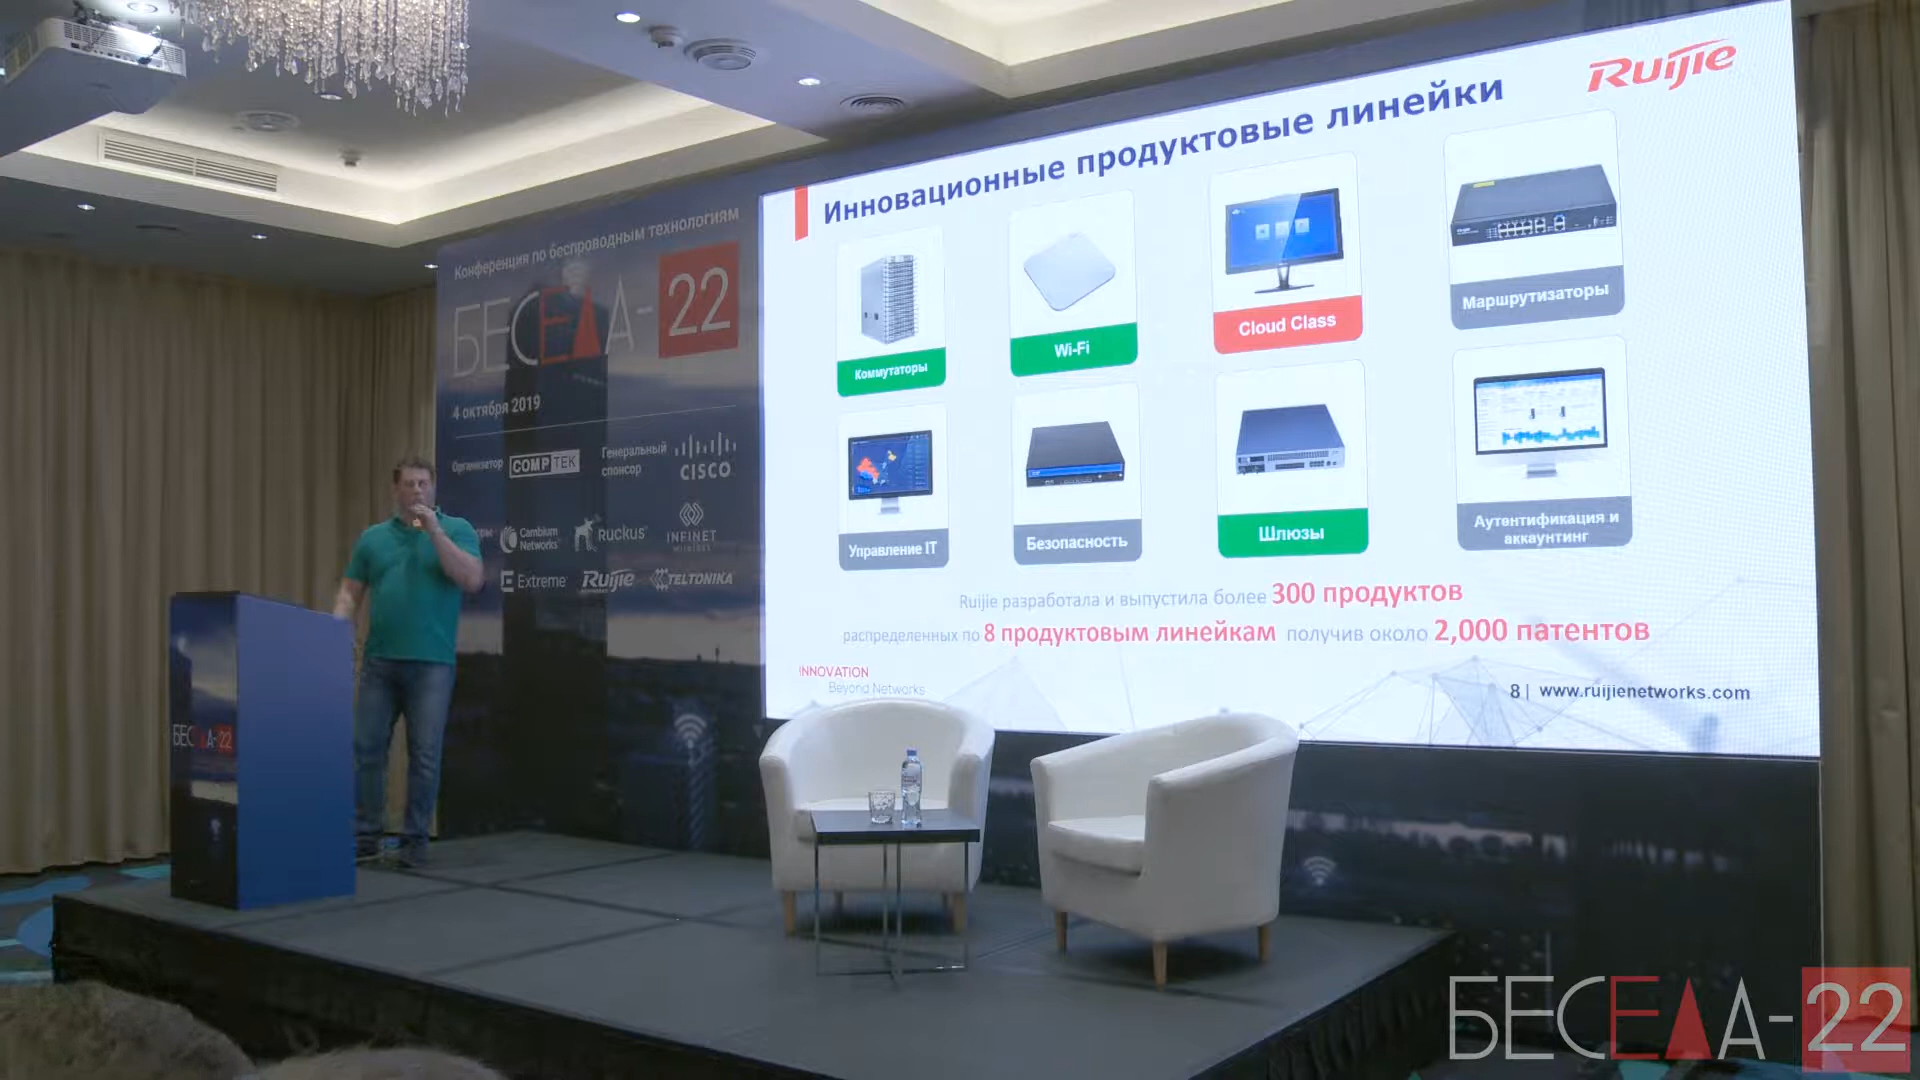 Конференция по беспроводным технологиям
БЕСЕДА-22
4 октября 2019
Организатор
COMPTEK
Генеральный
спонсор
CISCO
Cambium
Networks
RUCKUS
INFINET
WIRELESS
Extreme
Ruijie
TELTONIKA
БЕСЕДА-22
Ruijie
Инновационные продуктовые линейки
Коммутаторы
Wi-Fi
Cloud Class
Маршрутизаторы
Управление IT
Безопасность
Шлюзы
Аутентификация и
аккаунтинг
Ruijie разработала и выпустила более 300 продуктов
распределенных по 8 продуктовым линейкам получив около 2,000 патентов
INNOVATION
Beyond Networks
8 | www.ruijienetworks.com
БЕСЕДА-22